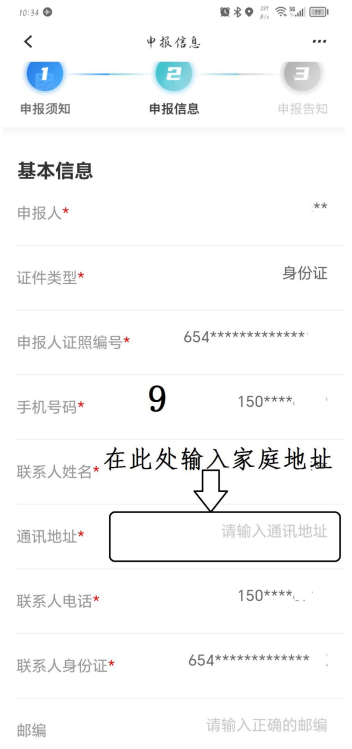 10:34
申报信息
1 2 3
申报须知 申报信息 申报告知
基本信息
申报人* **
证件类型* 身份证
申报人证照编号* 654*************
手机号码* 9 150****
在此处输入家庭地址
联系人姓名*
通讯地址* 请输入通讯地址
联系人电话* 150****
联系人身份证* 654*************
邮编 请输入正确的邮编